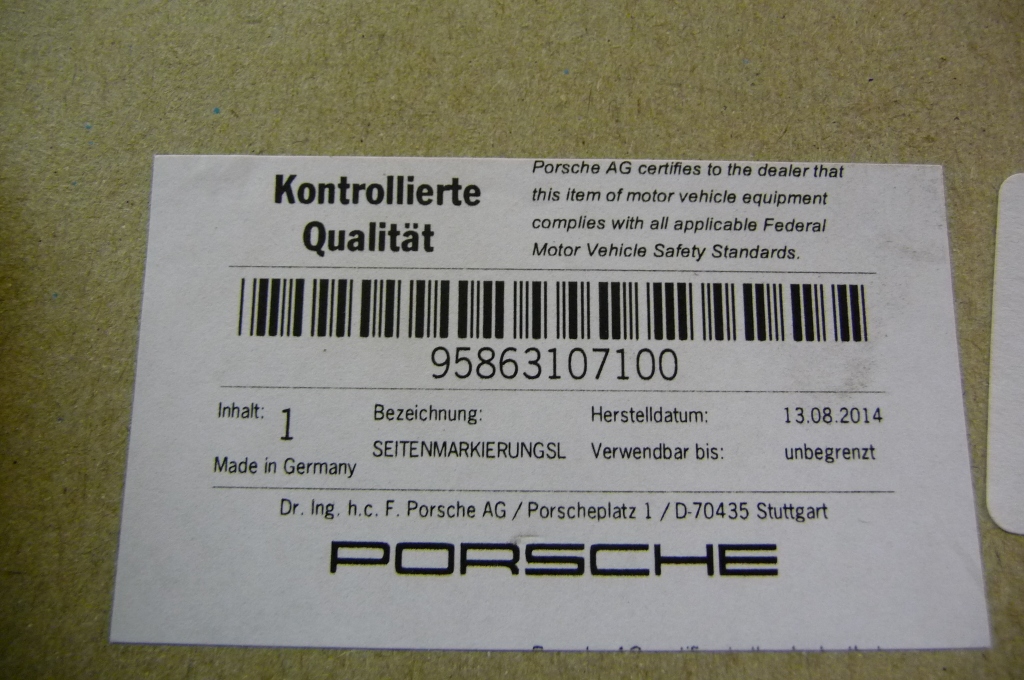 Kontrollierte
Qualität
Porsche AG certifies to the dealer that
this item of motor vehicle equipment
complies with all applicable Federal
Motor Vehicle Safety Standards.
95863107100
Inhalt: 1
Made in Germany
Bezeichnung:
SEITENMARKIERUNGSL
Herstelldatum: 13.08.2014
Verwendbar bis: unbegrenzt
Dr. Ing. h.c. F. Porsche AG / Porscheplatz 1 / D-70435 Stuttgart
PORSCHE